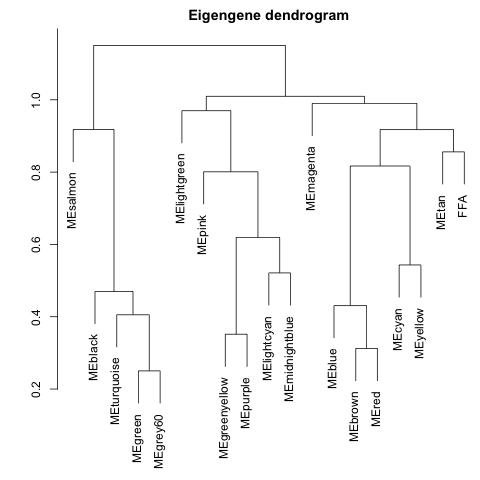 Eigengene dendrogram
1.0
0.8
0.6
0.4
0.2
MEsalmon
MEblack
MEturquoise
MEgreen
MEgrey60
MElightgreen
MEpink
MEgreenyellow
MEpurple
MElightcyan
MEmidnightblue
MEmagenta
MEblue
MEbrown
MEred
MEcyan
MEyellow
MEtan
FFA